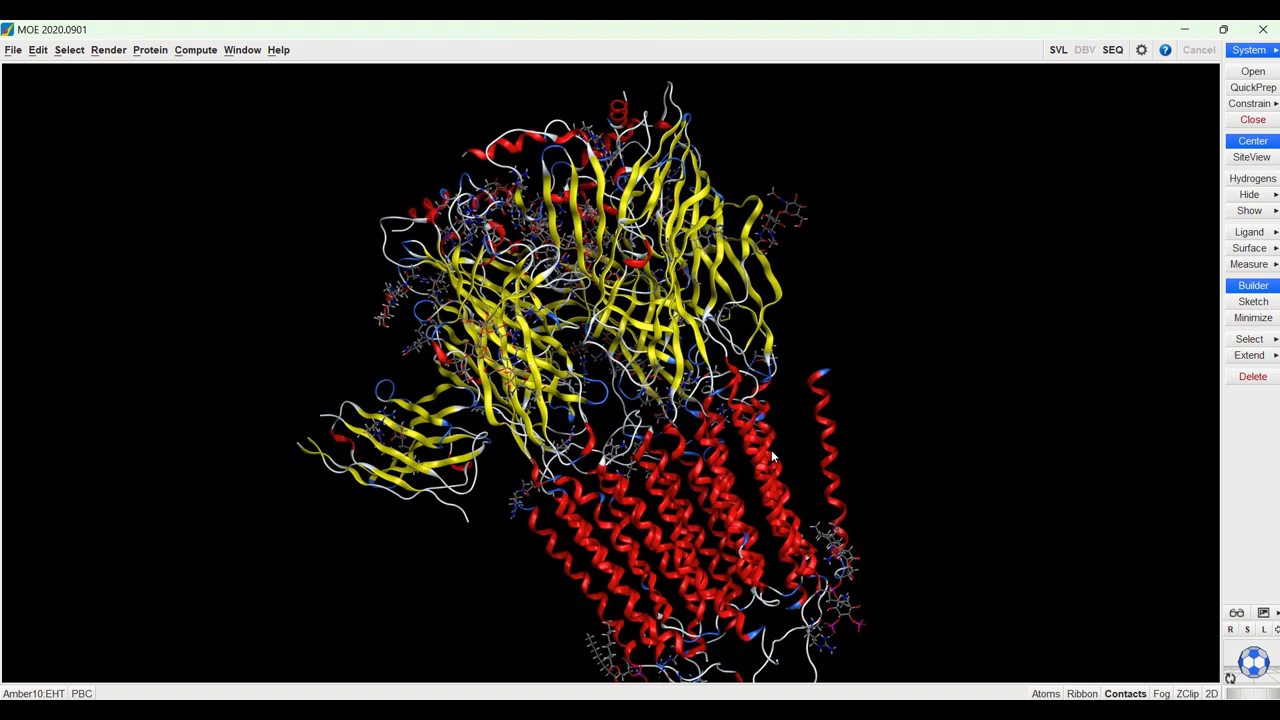 MOE 2020.0901
File Edit Select Render Protein Compute Window Help
SVL DBV SEQ Cancel
System
Open
QuickPrep
Constrain
Close
Center
SiteView
Hydrogens
Hide
Show
Ligand
Surface
Measure
Builder
Sketch
Minimize
Select
Extend
Delete
R S L
Amber10:EHT PBC
Atoms Ribbon Contacts Fog ZClip 2D